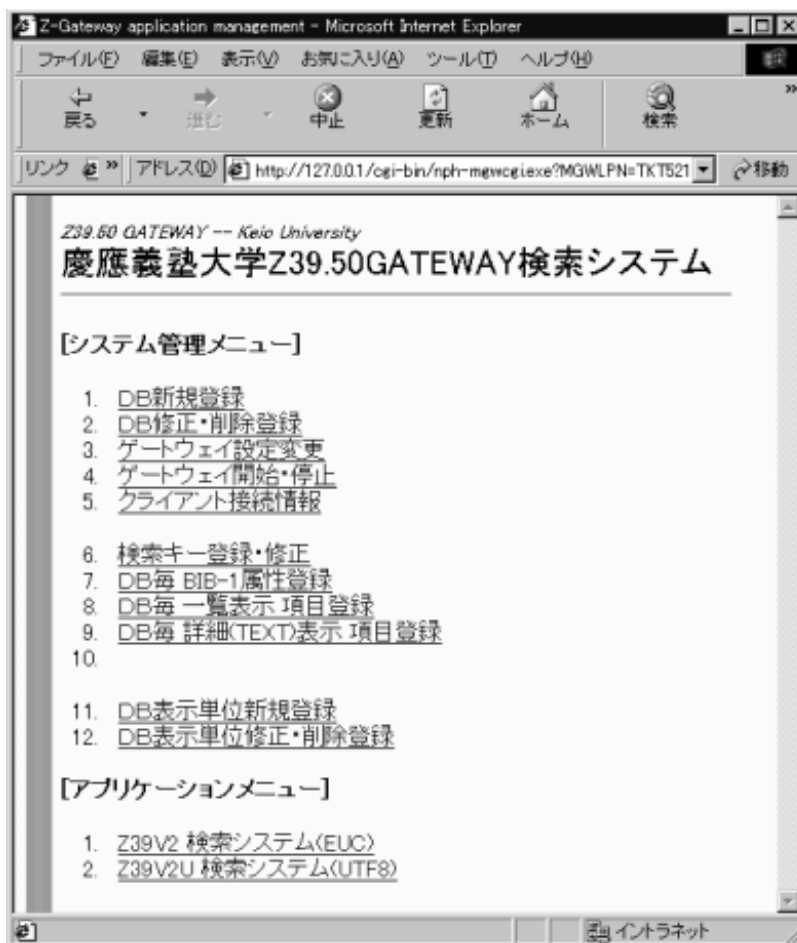 Z-Gateway application management - Microsoft Internet Explorer
ファイル(F) 編集(E) 表示(V) お気に入り(A) ツール(T) ヘルプ(H)
戻る 進む 中止 更新 ホーム 検索 »
リンク » アドレス(D) http://127.0.0.1/cgi-bin/nph-mgwcgi.exe?MGWLPN=TKT521 移動
Z39.50 GATEWAY -- Keio University
慶應義塾大学Z39.50GATEWAY検索システム
[システム管理メニュー]
1. DB新規登録
2. DB修正・削除登録
3. ゲートウェイ設定変更
4. ゲートウェイ開始・停止
5. クライアント接続情報
6. 検索キー登録・修正
7. DB毎 BIB-1属性登録
8. DB毎 一覧表示 項目登録
9. DB毎 詳細(TEXT)表示 項目登録
10.
11. DB表示単位新規登録
12. DB表示単位修正・削除登録
[アプリケーションメニュー]
1. Z39V2 検索システム(EUC)
2. Z39V2U 検索システム(UTF8)
イントラネット